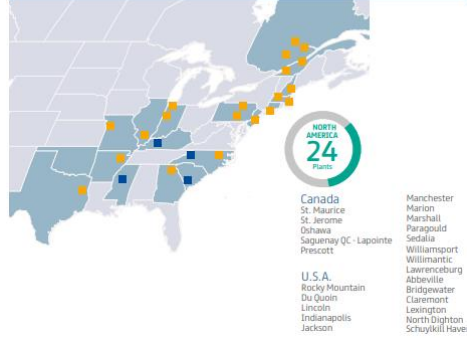 NORTH
AMERICA
24
Plants
Canada
St. Maurice
St. Jerome
Oshawa
Saguenay QC - Lapointe
Prescott
U.S.A.
Rocky Mountain
Du Quoin
Lincoln
Indianapolis
Jackson
Manchester
Marion
Marshall
Paragould
Sedalia
Williamsport
Willimantic
Lawrenceburg
Abbeville
Bridgewater
Claremont
Lexington
North Dighton
Schuylkill Have